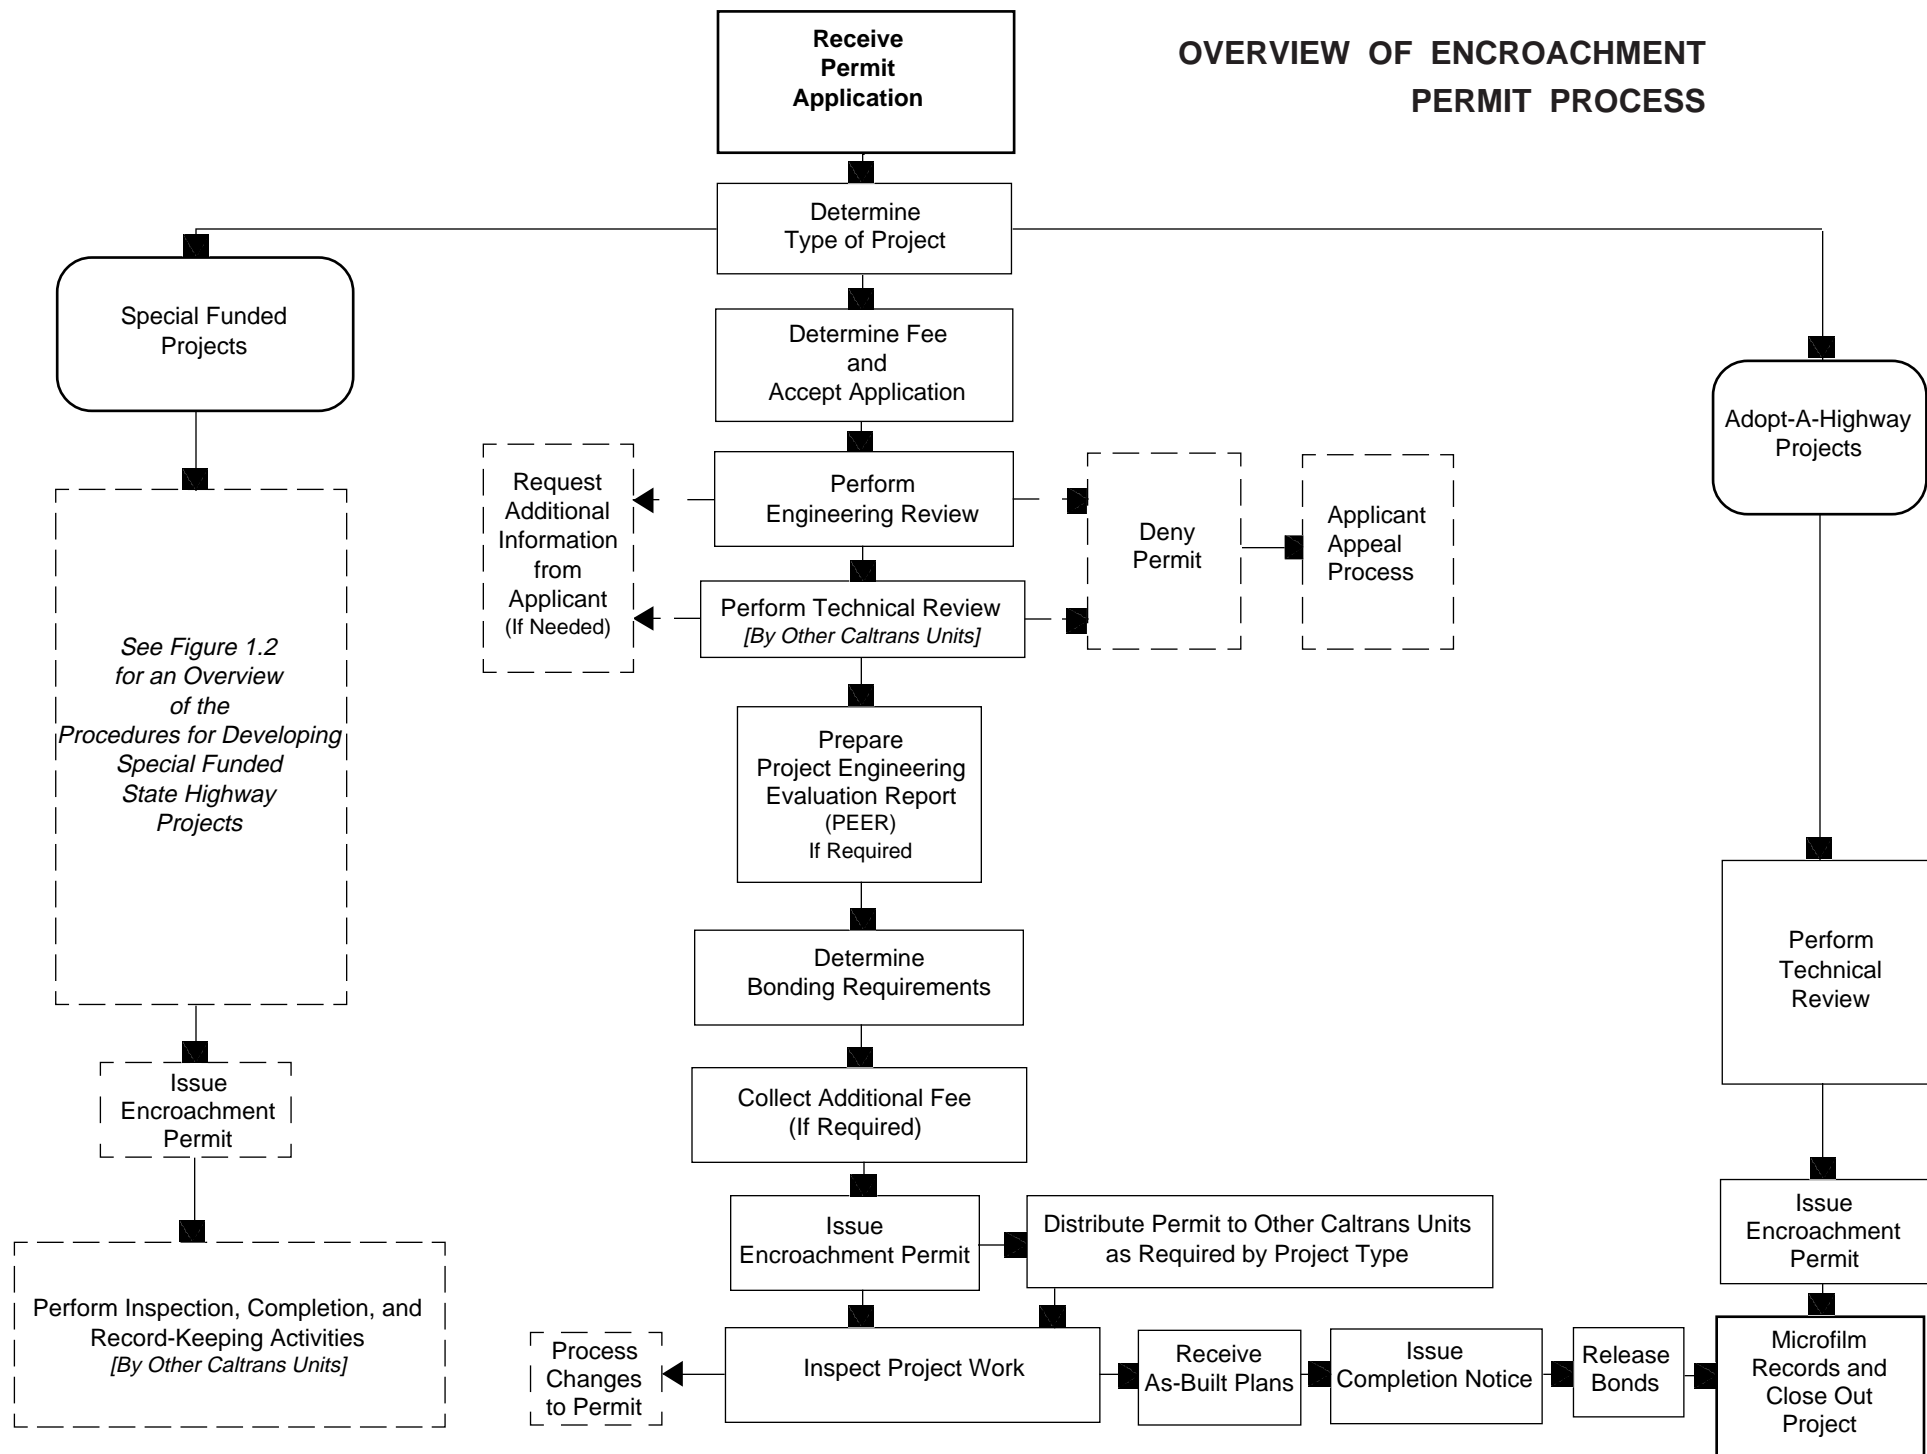 OVERVIEW OF ENCROACHMENT
PERMIT PROCESS
Receive
Permit
Application
Determine
Type of Project
Special Funded
Projects
Determine Fee
and
Accept Application
Adopt-A-Highway
Projects
Request
Additional
Information
from
Applicant
(If Needed)
Perform
Engineering Review
Deny
Permit
Applicant
Appeal
Process
Perform Technical Review
[By Other Caltrans Units]
See Figure 1.2
for an Overview
of the
Procedures for Developing
Special Funded
State Highway
Projects
Prepare
Project Engineering
Evaluation Report
(PEER)
If Required
Determine
Bonding Requirements
Perform
Technical
Review
Issue
Encroachment
Permit
Collect Additional Fee
(If Required)
Issue
Encroachment Permit
Distribute Permit to Other Caltrans Units
as Required by Project Type
Issue
Encroachment
Permit
Perform Inspection, Completion, and
Record-Keeping Activities
[By Other Caltrans Units]
Process
Changes
to Permit
Inspect Project Work
Receive
As-Built Plans
Issue
Completion Notice
Release
Bonds
Microfilm
Records and
Close Out
Project